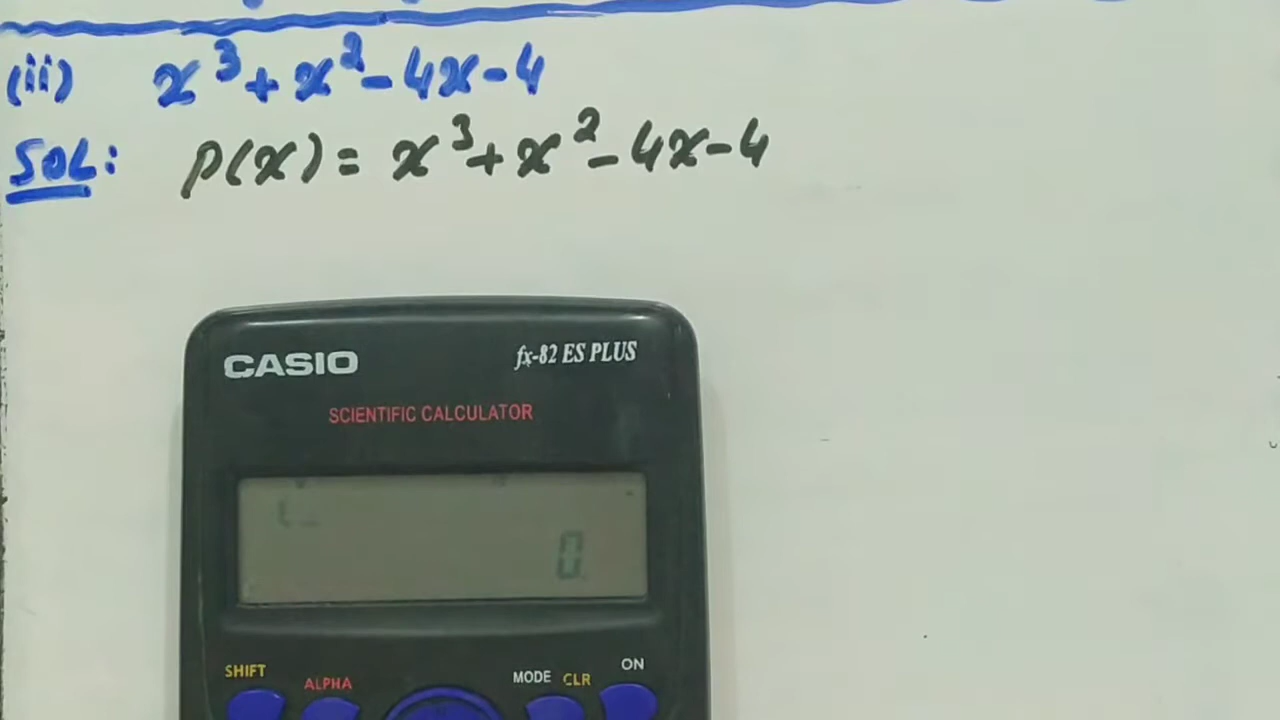 (ii) x³+x²-4x-4
SOL: P(x)= x³+x²-4x-4
CASIO fx-82 ES PLUS
SCIENTIFIC CALCULATOR
0
SHIFT ALPHA MODE CLR ON